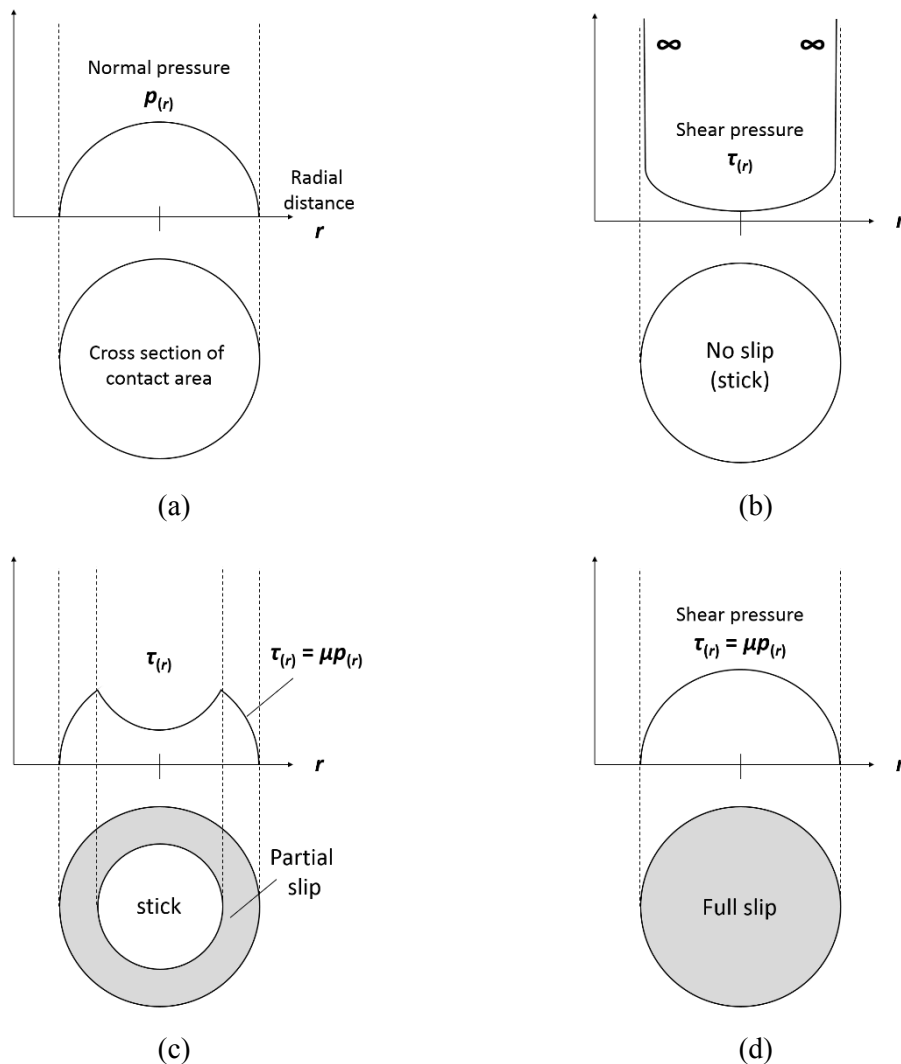 Normal pressure
p(r)
Radial
distance
r
Cross section of
contact area
(a)
∞ ∞
Shear pressure
τ(r)
r
No slip
(stick)
(b)
τ(r)
τ(r) = μp(r)
r
Partial
slip
stick
(c)
Shear pressure
τ(r) = μp(r)
r
Full slip
(d)